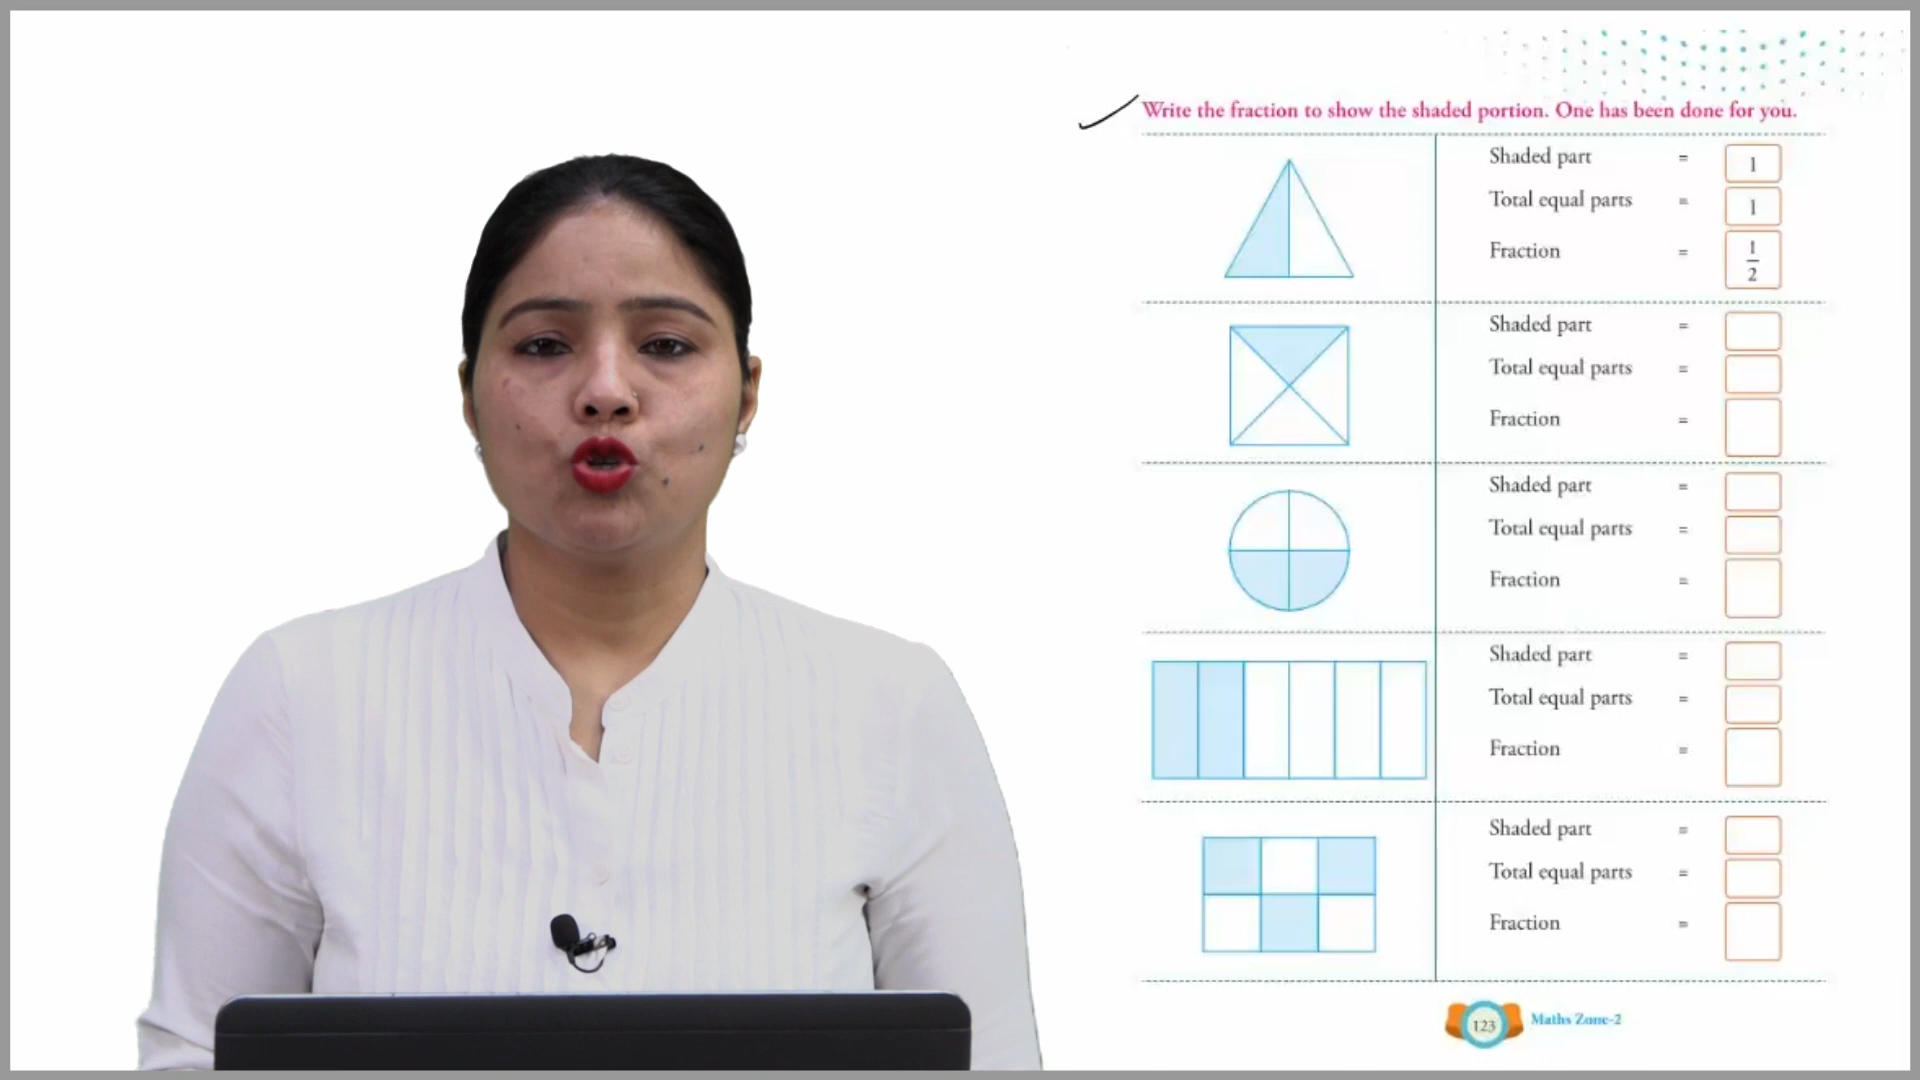 Write the fraction to show the shaded portion. One has been done for you.
Shaded part = 1
Total equal parts = 1
Fraction = 1/2
Shaded part =
Total equal parts =
Fraction =
Shaded part =
Total equal parts =
Fraction =
Shaded part =
Total equal parts =
Fraction =
Shaded part =
Total equal parts =
Fraction =
123 Maths Zone-2